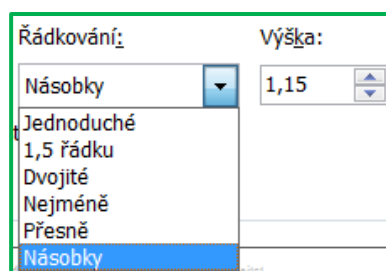 Řádkování: Výška:
Násobky 1,15
Jednoduché
1,5 řádku
Dvojité
Nejméně
Přesně
Násobky